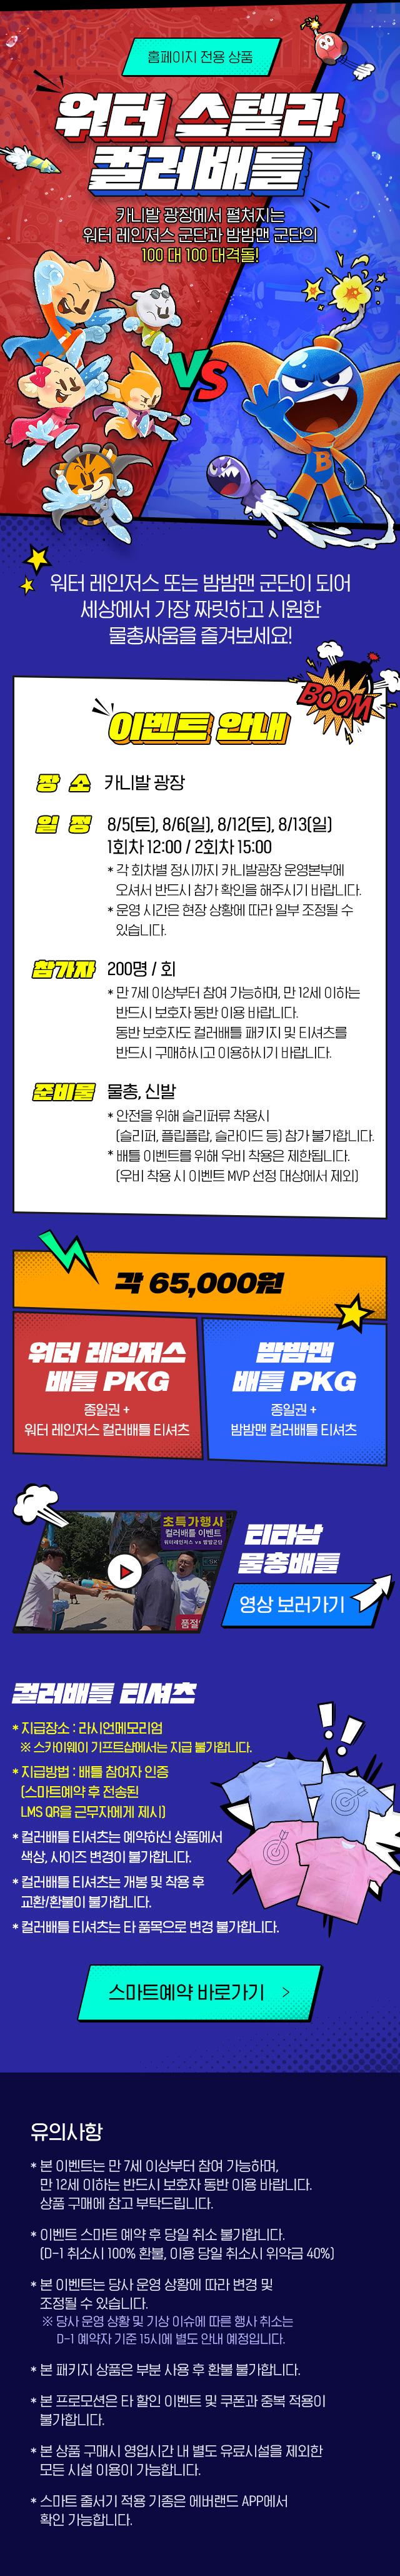 홈페이지 전용 상품
워터 스텔라
컬러배틀
카니발 광장에서 펼쳐지는
워터 레인저스 군단과 밤밤맨 군단의
100 대 100 대격돌!
VS
B
워터 레인저스 또는 밤밤맨 군단이 되어
세상에서 가장 짜릿하고 시원한
물총싸움을 즐겨보세요!
BOOM
이벤트 안내
장 소 카니발 광장
일 정 8/5(토), 8/6(일), 8/12(토), 8/13(일)
1회차 12:00 / 2회차 15:00
* 각 회차별 정시까지 카니발광장 운영본부에
오셔서 반드시 참가 확인을 해주시기 바랍니다.
* 운영 시간은 현장 상황에 따라 일부 조정될 수
있습니다.
참가자 200명 / 회
* 만 7세 이상부터 참여 가능하며, 만 12세 이하는
반드시 보호자 동반 이용 바랍니다.
동반 보호자도 컬러배틀 패키지 및 티셔츠를
반드시 구매하시고 이용하시기 바랍니다.
준비물 물총, 신발
* 안전을 위해 슬리퍼류 착용시
(슬리퍼, 플립플랍, 슬라이드 등) 참가 불가합니다.
* 배틀 이벤트를 위해 우비 착용은 제한됩니다.
(우비 착용 시 이벤트 MVP 선정 대상에서 제외)
각 65,000원
워터 레인저스
배틀 PKG
종일권 +
워터 레인저스 컬러배틀 티셔츠
밤밤맨
배틀 PKG
종일권 +
밤밤맨 컬러배틀 티셔츠
초특가행사
컬러배틀 이벤트
워터레인저스 vs 밤밤군단
품절
티타남
물총배틀
영상 보러가기
컬러배틀 티셔츠
* 지급장소 : 라시언메모리엄
※ 스카이웨이 기프트샵에서는 지급 불가합니다.
* 지급방법 : 배틀 참여자 인증
(스마트예약 후 전송된
LMS QR을 근무자에게 제시)
* 컬러배틀 티셔츠는 예약하신 상품에서
색상, 사이즈 변경이 불가합니다.
* 컬러배틀 티셔츠는 개봉 및 착용 후
교환/환불이 불가합니다.
* 컬러배틀 티셔츠는 타 품목으로 변경 불가합니다.
스마트예약 바로가기 >
유의사항
* 본 이벤트는 만 7세 이상부터 참여 가능하며,
만 12세 이하는 반드시 보호자 동반 이용 바랍니다.
상품 구매에 참고 부탁드립니다.
* 이벤트 스마트 예약 후 당일 취소 불가합니다.
(D-1 취소시 100% 환불, 이용 당일 취소시 위약금 40%)
* 본 이벤트는 당사 운영 상황에 따라 변경 및
조정될 수 있습니다.
※ 당사 운영 상황 및 기상 이슈에 따른 행사 취소는
D-1 예약자 기준 15시에 별도 안내 예정입니다.
* 본 패키지 상품은 부분 사용 후 환불 불가합니다.
* 본 프로모션은 타 할인 이벤트 및 쿠폰과 중복 적용이
불가합니다.
* 본 상품 구매시 영업시간 내 별도 유료시설을 제외한
모든 시설 이용이 가능합니다.
* 스마트 줄서기 적용 기종은 에버랜드 APP에서
확인 가능합니다.